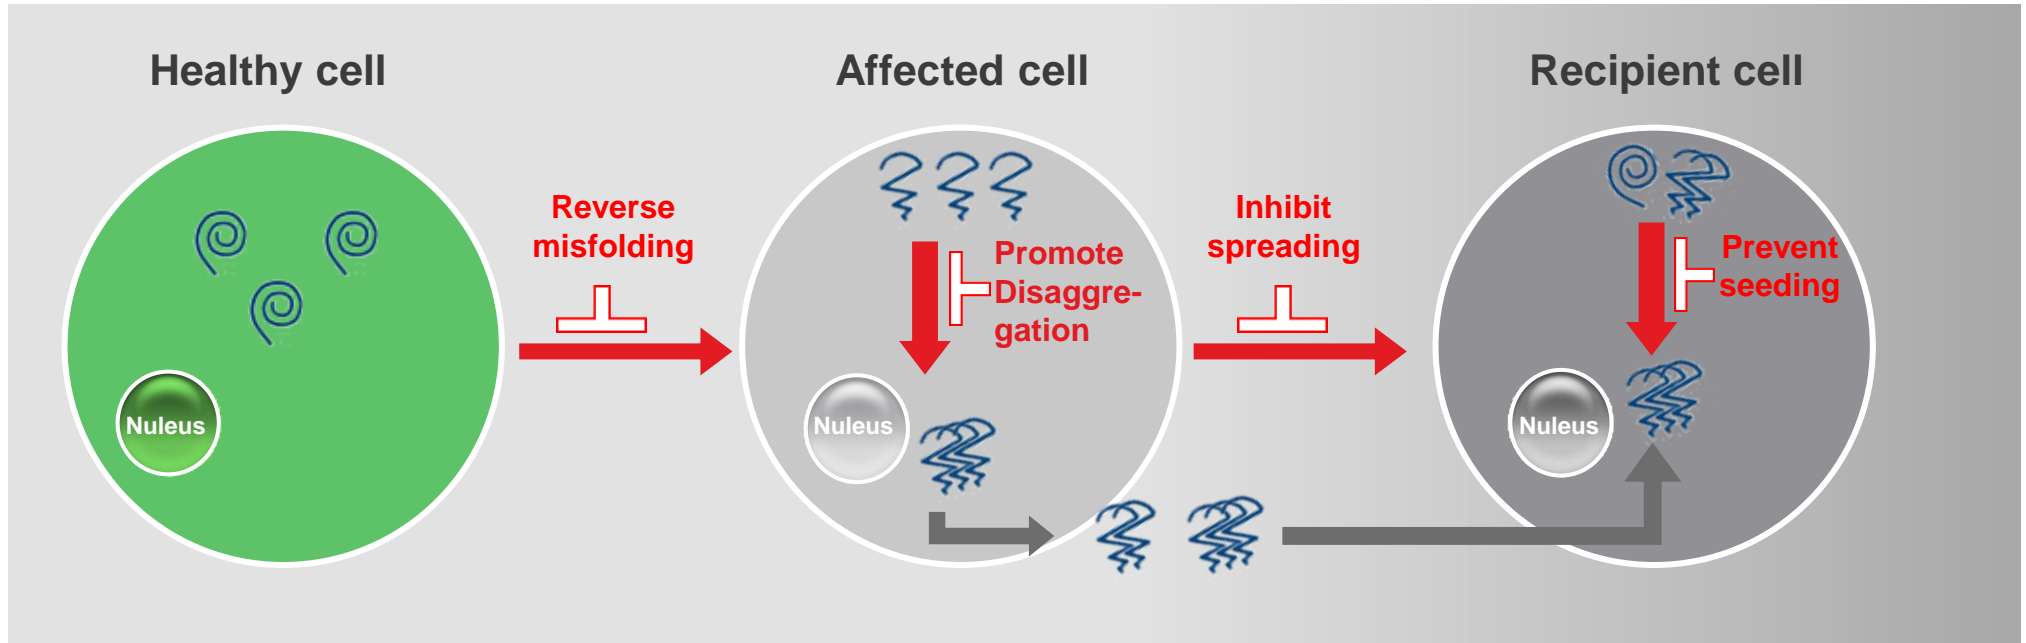 Healthy cell
Affected cell
Recipient cell
Reverse
misfolding
Promote
Disaggre-
gation
Inhibit
spreading
Prevent
seeding
Nuleus
Nuleus
Nuleus